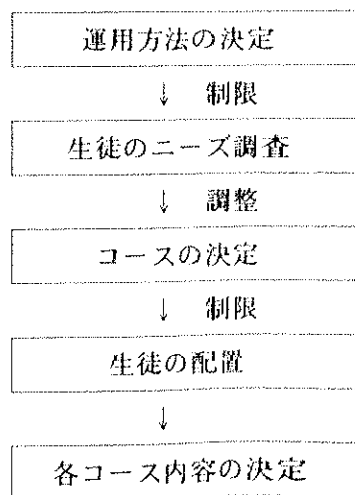 運用方法の決定
↓ 制限
生徒のニーズ調査
↓ 調整
コースの決定
↓ 制限
生徒の配置
↓
各コース内容の決定